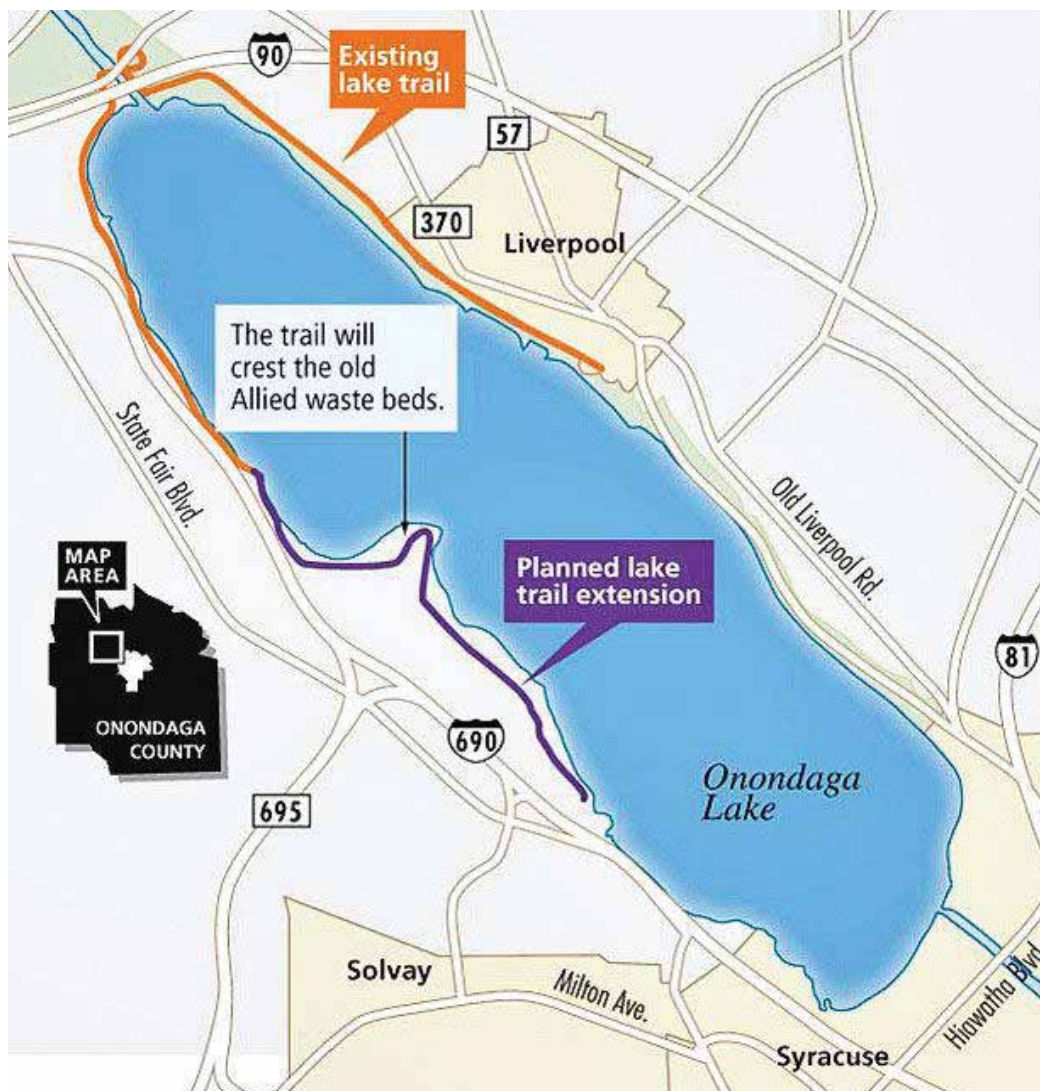 90
Existing
lake trail
57
370
Liverpool
The trail will
crest the old
Allied waste beds.
State Fair Blvd.
Old Liverpool Rd.
MAP
AREA
Planned lake
trail extension
81
ONONDAGA
COUNTY
690
Onondaga
Lake
695
Solvay
Milton Ave.
Hiawatha Blvd.
Syracuse